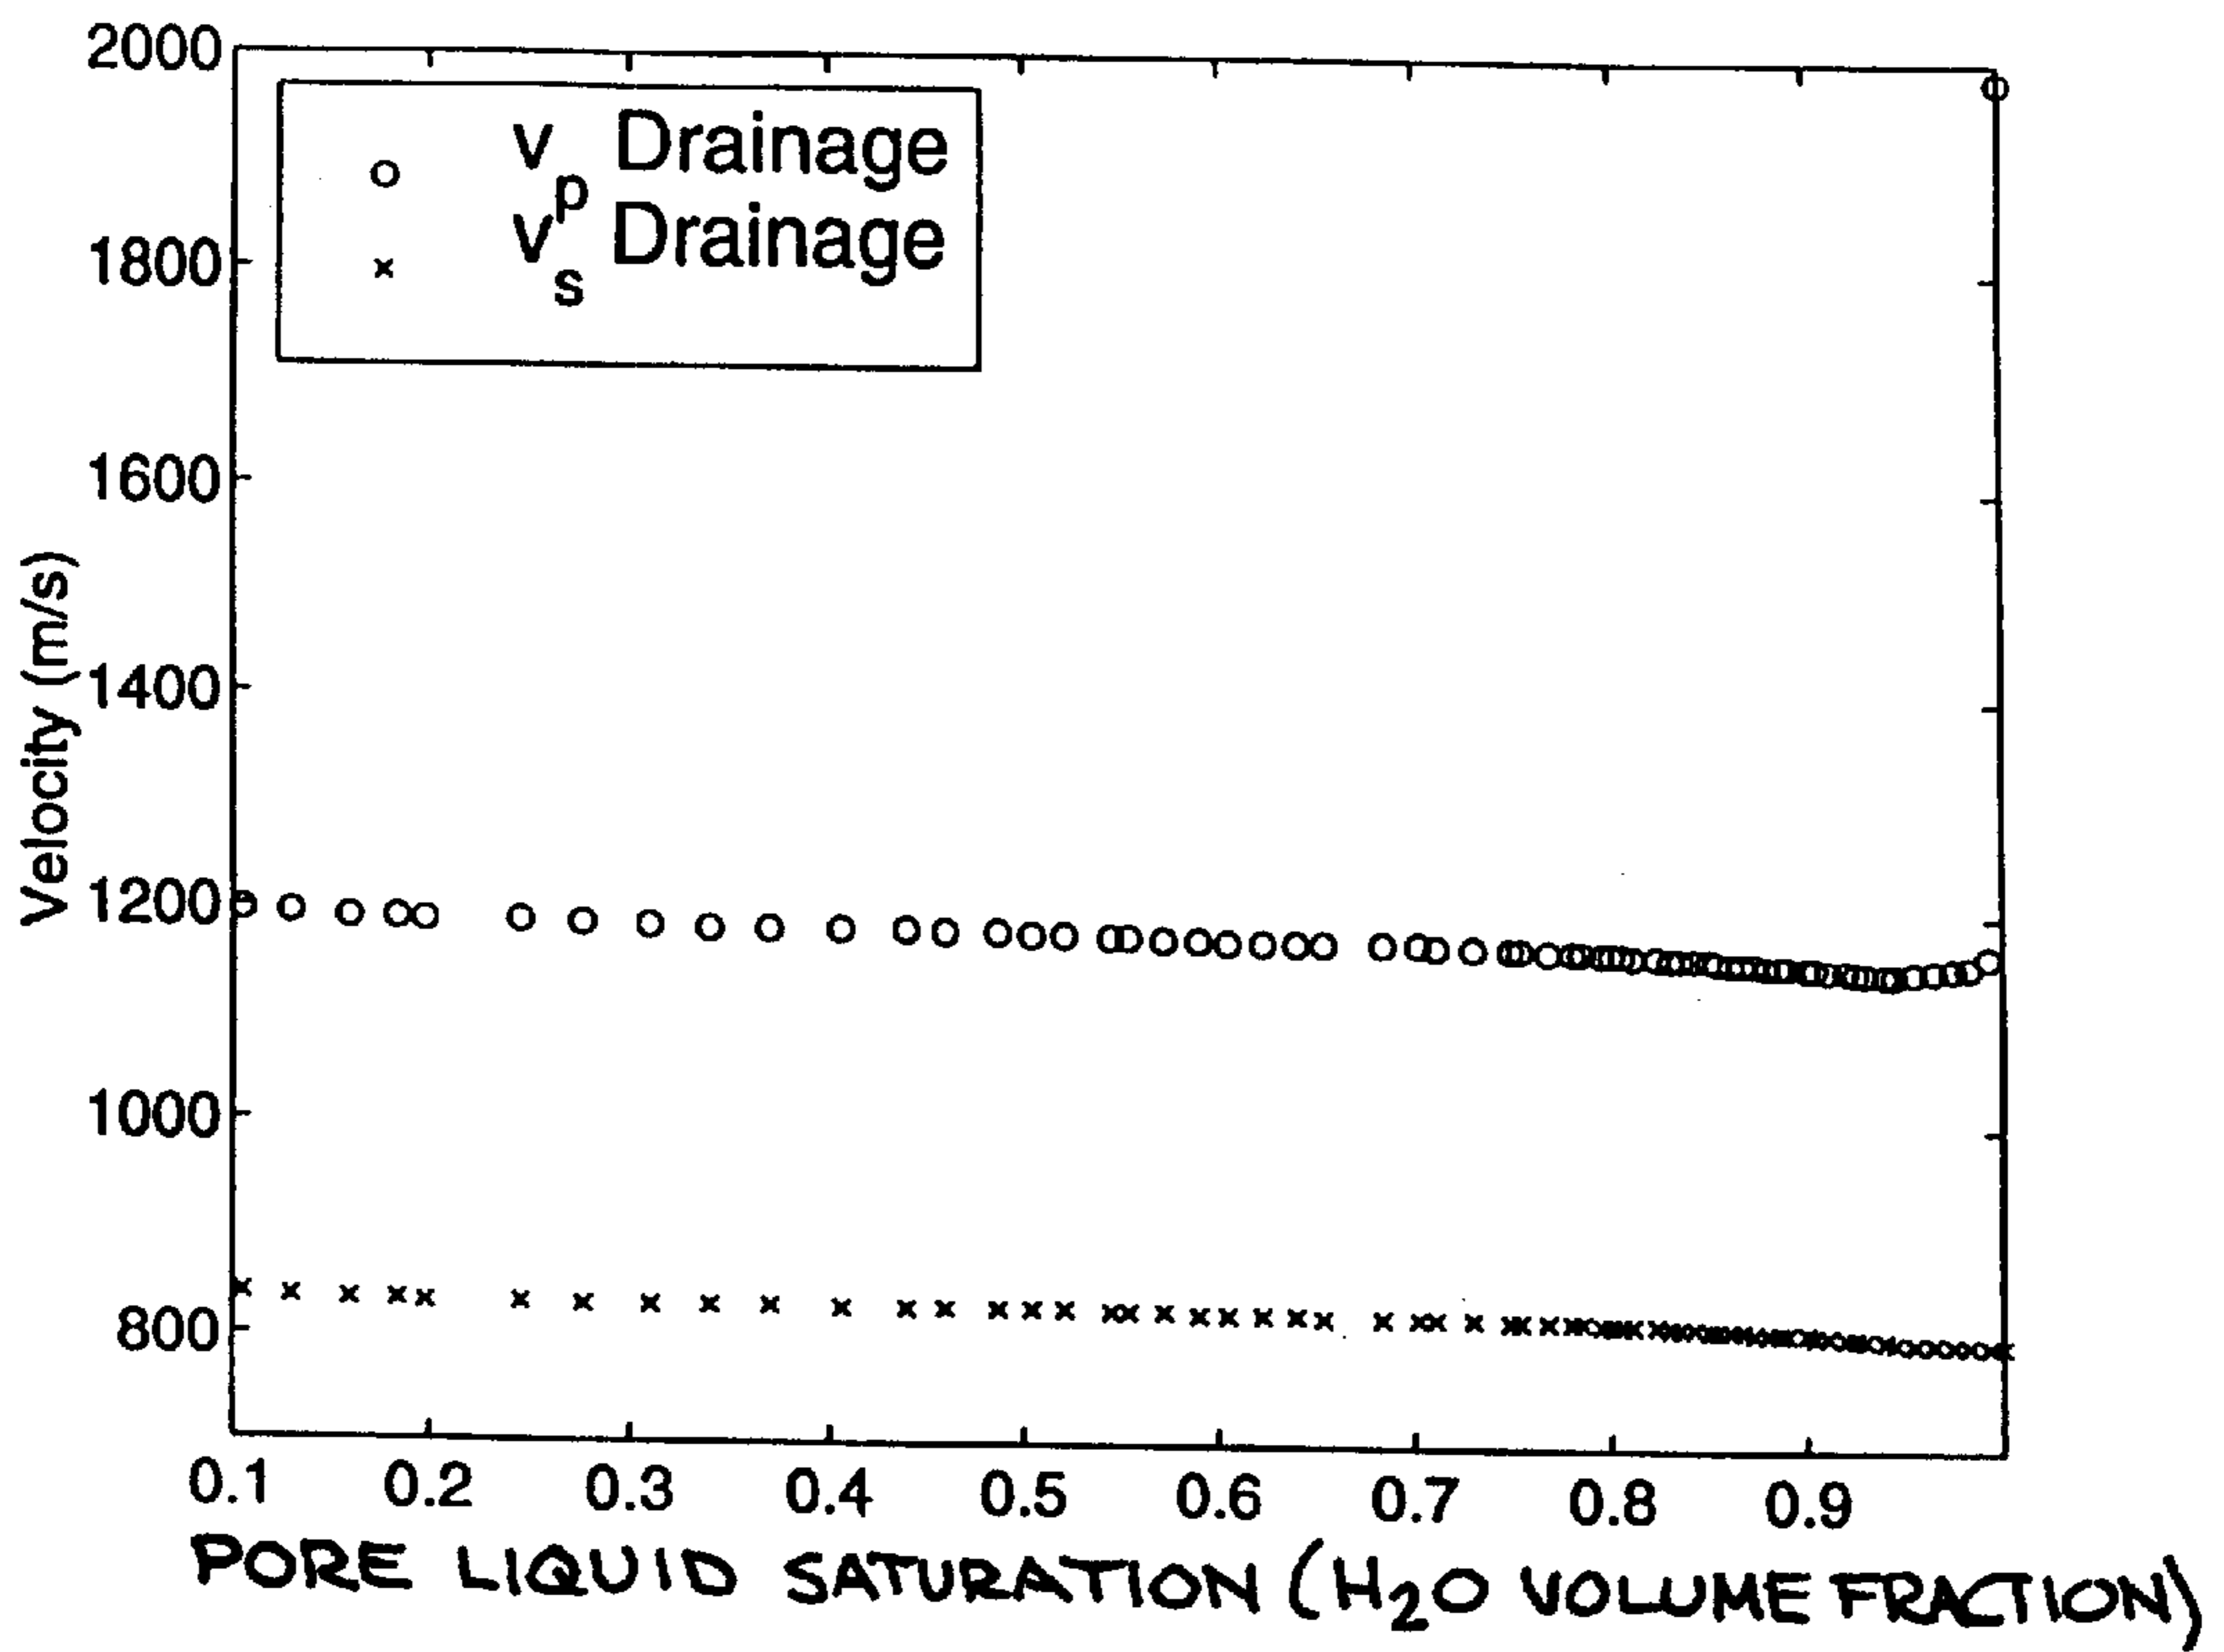 2000
v_p Drainage
v_s Drainage
1800
1600
1400
1200
1000
800
Velocity (m/s)
0.1 0.2 0.3 0.4 0.5 0.6 0.7 0.8 0.9
PORE LIQUID SATURATION (H₂O VOLUME FRACTION)